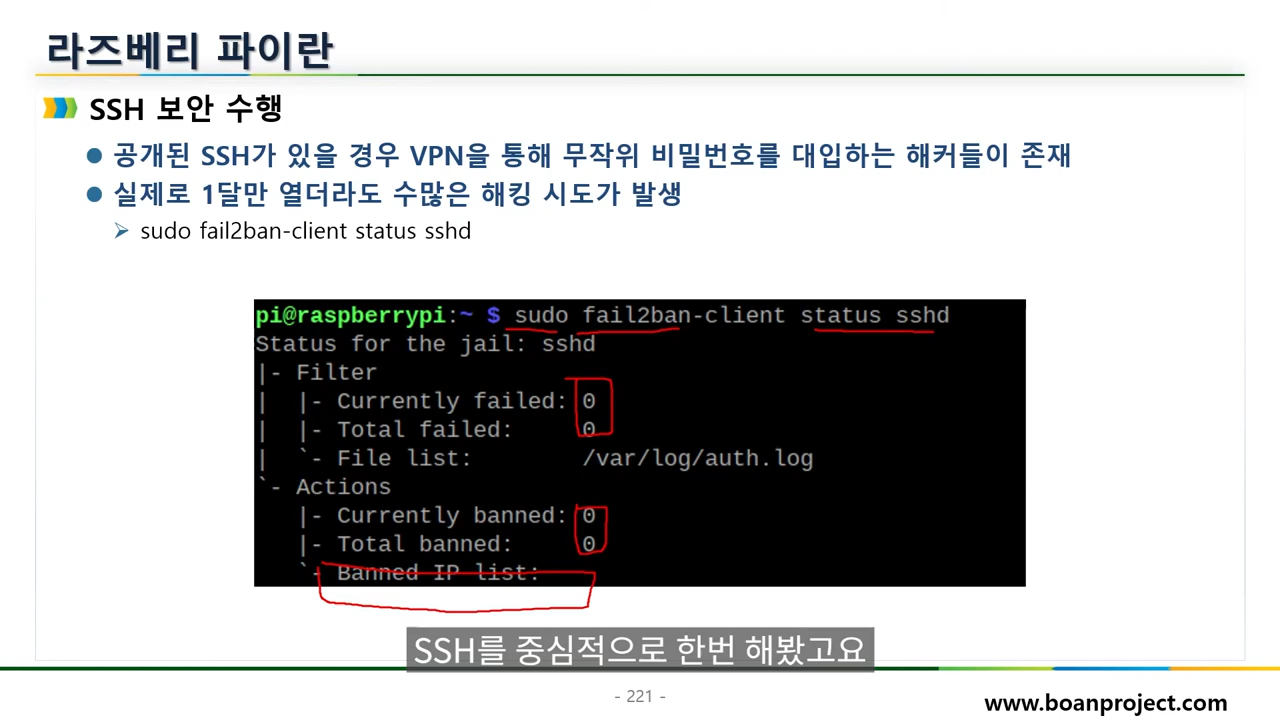 라즈베리 파이란
SSH 보안 수행
● 공개된 SSH가 있을 경우 VPN을 통해 무작위 비밀번호를 대입하는 해커들이 존재
● 실제로 1달만 열더라도 수많은 해킹 시도가 발생
➢ sudo fail2ban-client status sshd
pi@raspberrypi:~ $ sudo fail2ban-client status sshd
Status for the jail: sshd
|- Filter
|  |- Currently failed: 0
|  |- Total failed:     0
|  `- File list:        /var/log/auth.log
`- Actions
   |- Currently banned: 0
   |- Total banned:     0
   `- Banned IP list:
SSH를 중심적으로 한번 해봤고요
- 221 -
www.boanproject.com